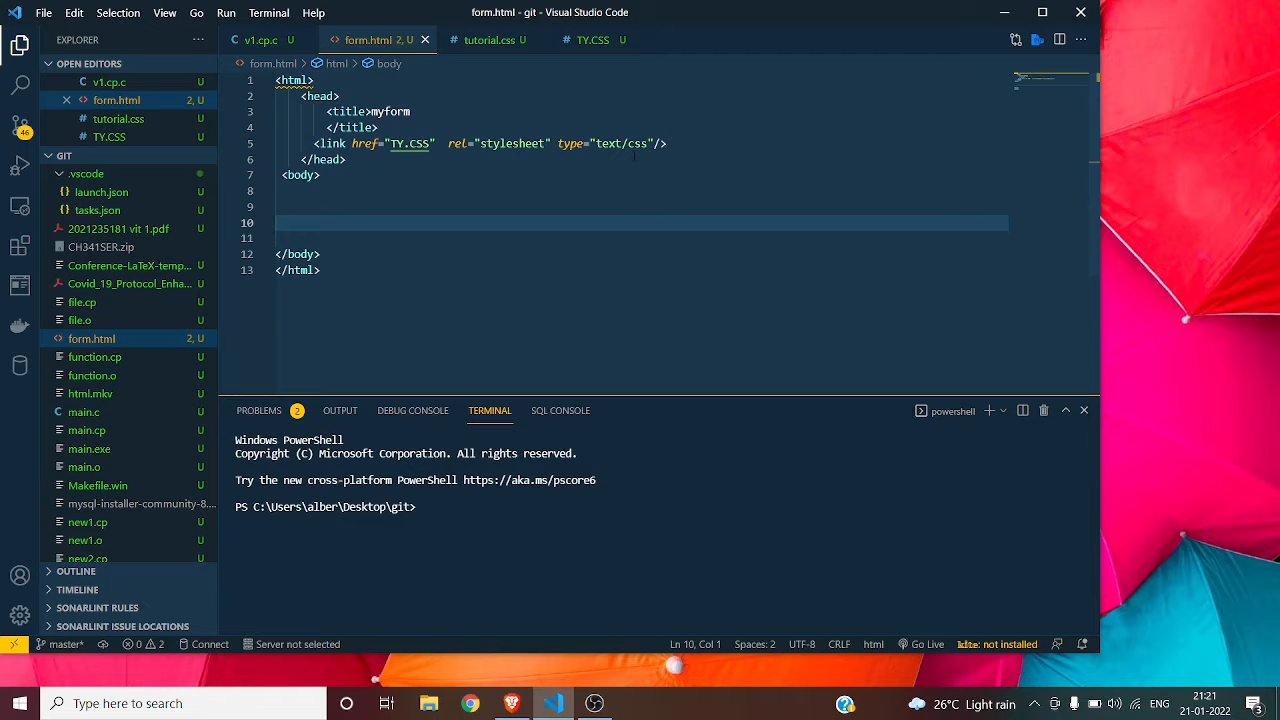 File Edit Selection View Go Run Terminal Help form.html - git - Visual Studio Code
EXPLORER
v1.cp.c U
form.html 2, U
tutorial.css U
TY.CSS U
OPEN EDITORS
v1.cp.c U
form.html 2, U
tutorial.css U
TY.CSS U
GIT
.vscode
launch.json U
tasks.json U
2021235181 vit 1.pdf U
CH341SER.zip U
Conference-LaTeX-temp... U
Covid_19_Protocol_Enha... U
file.cp U
file.o U
form.html 2, U
function.cp U
function.o U
html.mkv U
main.c U
main.cp U
main.exe U
main.o U
Makefile.win U
mysql-installer-community-8....
new1.cp U
new1.o U
new2.cp U
OUTLINE
TIMELINE
SONARLINT RULES
SONARLINT ISSUE LOCATIONS
46
form.html > html > body
1 <html>
2 <head>
3 <title>myform
4 </title>
5 <link href="TY.CSS" rel="stylesheet" type="text/css"/>
6 </head>
7 <body>
8
9
10
11
12 </body>
13 </html>
PROBLEMS 2 OUTPUT DEBUG CONSOLE TERMINAL SQL CONSOLE powershell
Windows PowerShell
Copyright (C) Microsoft Corporation. All rights reserved.
Try the new cross-platform PowerShell https://aka.ms/pscore6
PS C:\Users\alber\Desktop\git>
master* 0 2 Connect Server not selected Ln 10, Col 1 Spaces: 2 UTF-8 CRLF html Go Live not installed
Type here to search
26°C Light rain ENG 21:21
21-01-2022 3